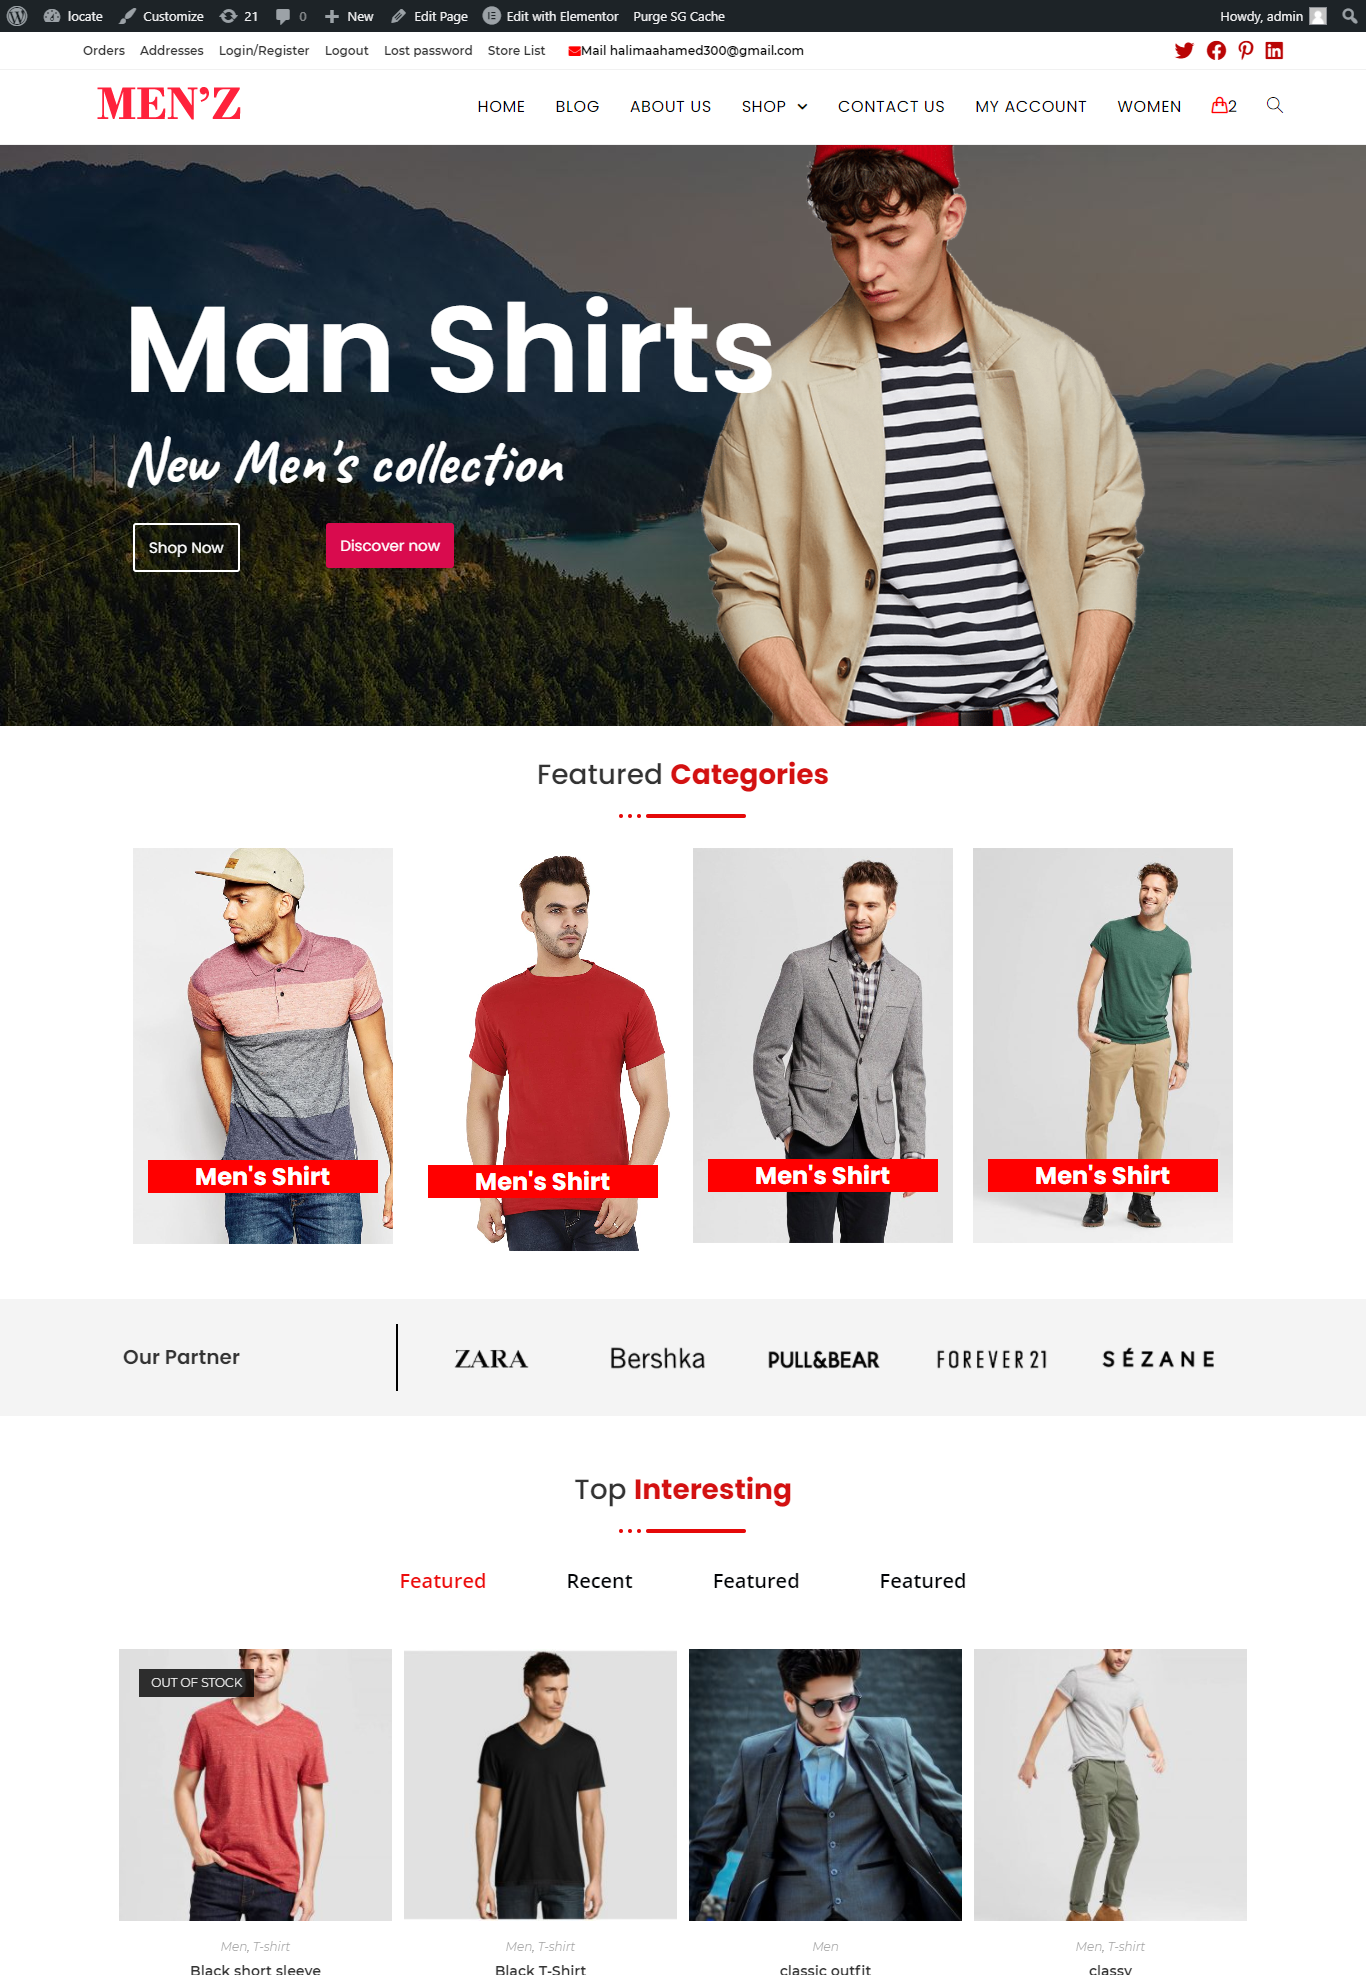 locate Customize 21 0 New Edit Page Edit with Elementor Purge SG Cache Howdy, admin
Orders Addresses Login/Register Logout Lost password Store List Mail halimaahamed300@gmail.com
MEN’Z HOME BLOG ABOUT US SHOP CONTACT US MY ACCOUNT WOMEN 2
Man Shirts
New Men's collection
Shop Now Discover now
Featured Categories
Men's Shirt Men's Shirt Men's Shirt Men's Shirt
Our Partner ZARA Bershka PULL&BEAR FOREVER 21 SÉZANE
Top Interesting
Featured Recent Featured Featured
OUT OF STOCK
Men, T-shirt Men, T-shirt Men Men, T-shirt
Black short sleeve Black T-Shirt classic outfit classy